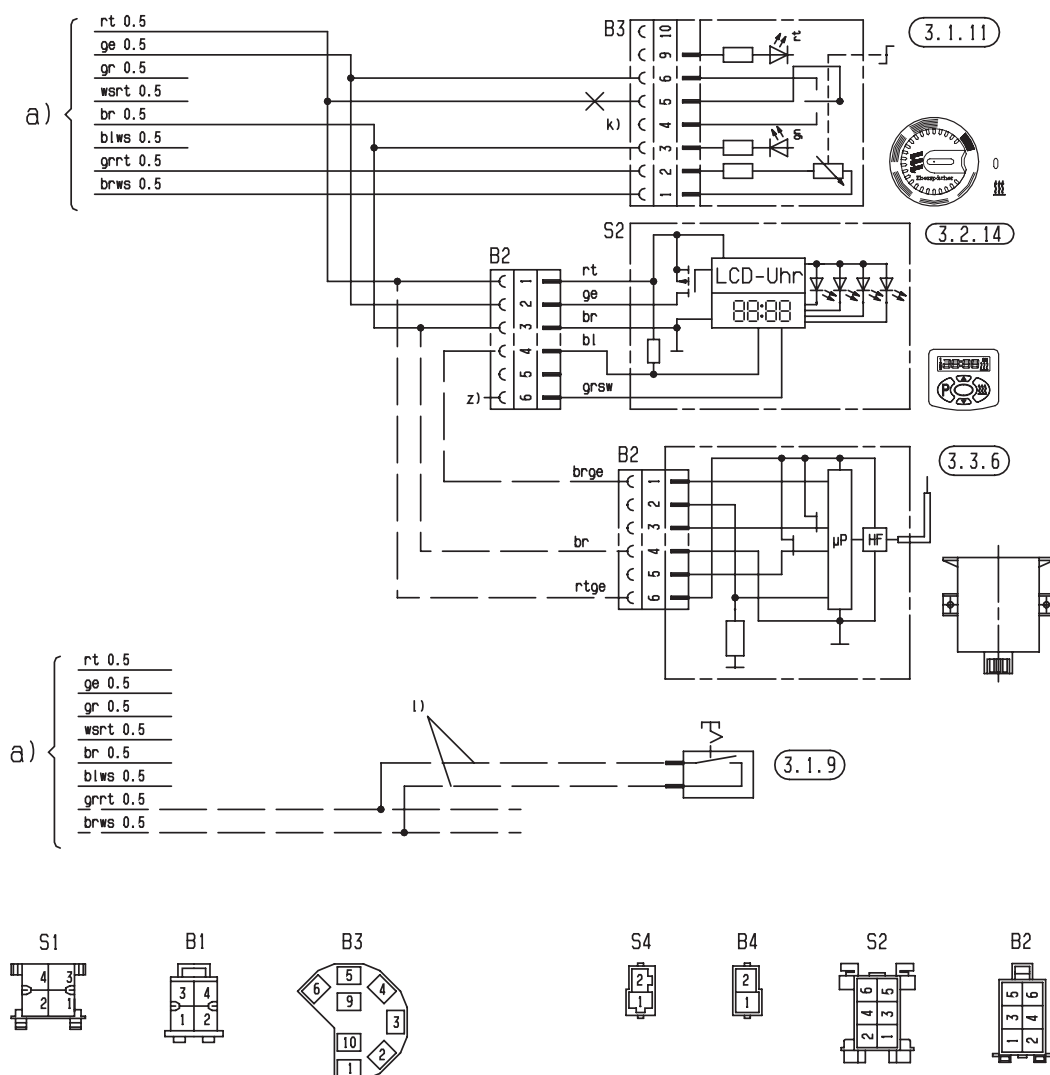 rt 0.5
ge 0.5
gr 0.5
wsrt 0.5
br 0.5
blws 0.5
grrt 0.5
brws 0.5
a)
B3
10
9
6
5
4
3
2
1
k)
rt
gn
3.1.11
Eberspächer
0
S2
3.2.14
B2
1
2
3
4
5
6
z)
rt
ge
br
bl
grsw
LCD-Uhr
88:88
P
B2
3.3.6
brge
br
rtge
1
2
3
4
5
6
µP
HF
a)
rt 0.5
ge 0.5
gr 0.5
wsrt 0.5
br 0.5
blws 0.5
grrt 0.5
brws 0.5
l)
3.1.9
S1
4 3
2 1
B1
3 4
1 2
B3
5
6 4
9
3
10
2
1
S4
2
1
B4
2
1
S2
6 5
4 3
2 1
B2
5 6
3 4
1 2